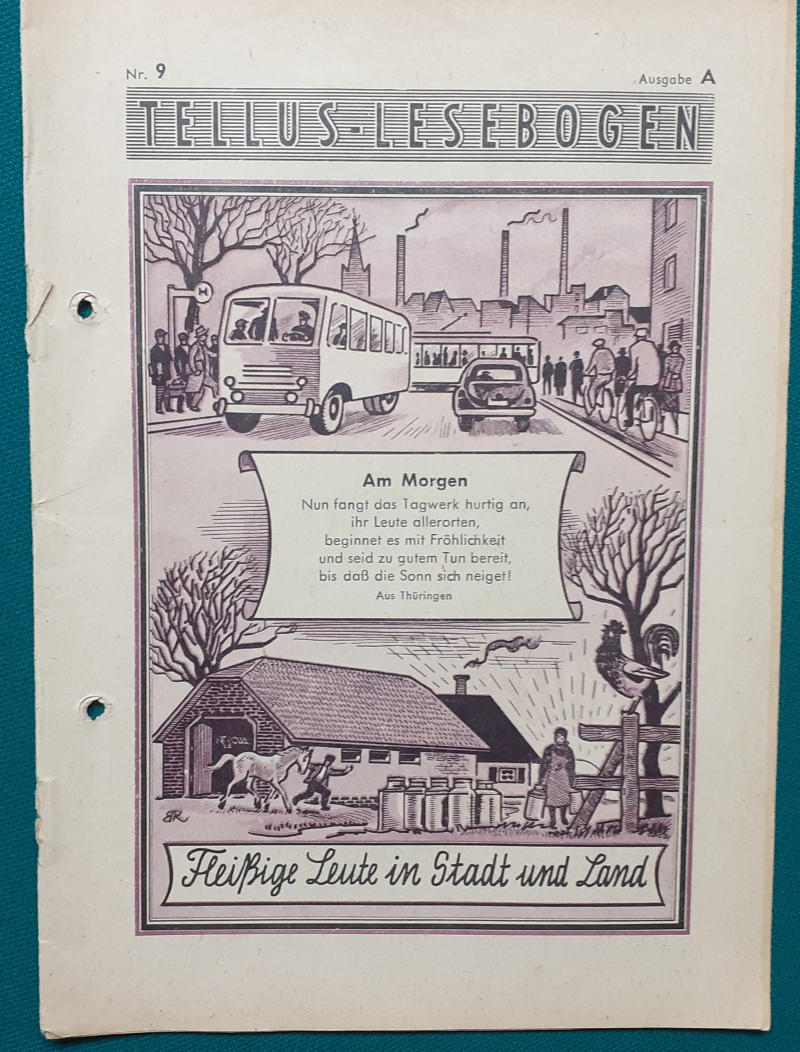 Nr. 9
Ausgabe A
TELLUS-LESEBOGEN
H
Am Morgen
Nun fangt das Tagwerk hurtig an,
ihr Leute allerorten,
beginnet es mit Fröhlichkeit
und seid zu gutem Tun bereit,
bis daß die Sonn sich neiget!
Aus Thüringen
BR
Fleißige Leute in Stadt und Land